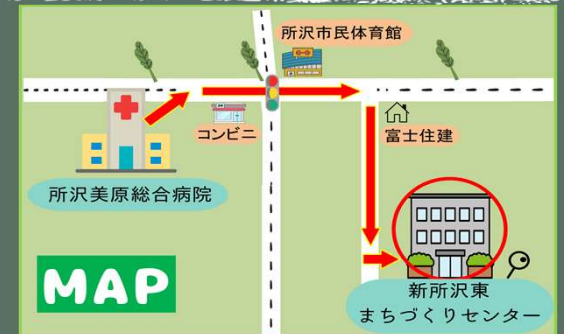 所沢市民体育館
コンビニ
富士住建
所沢美原総合病院
MAP
新所沢東
まちづくりセンター